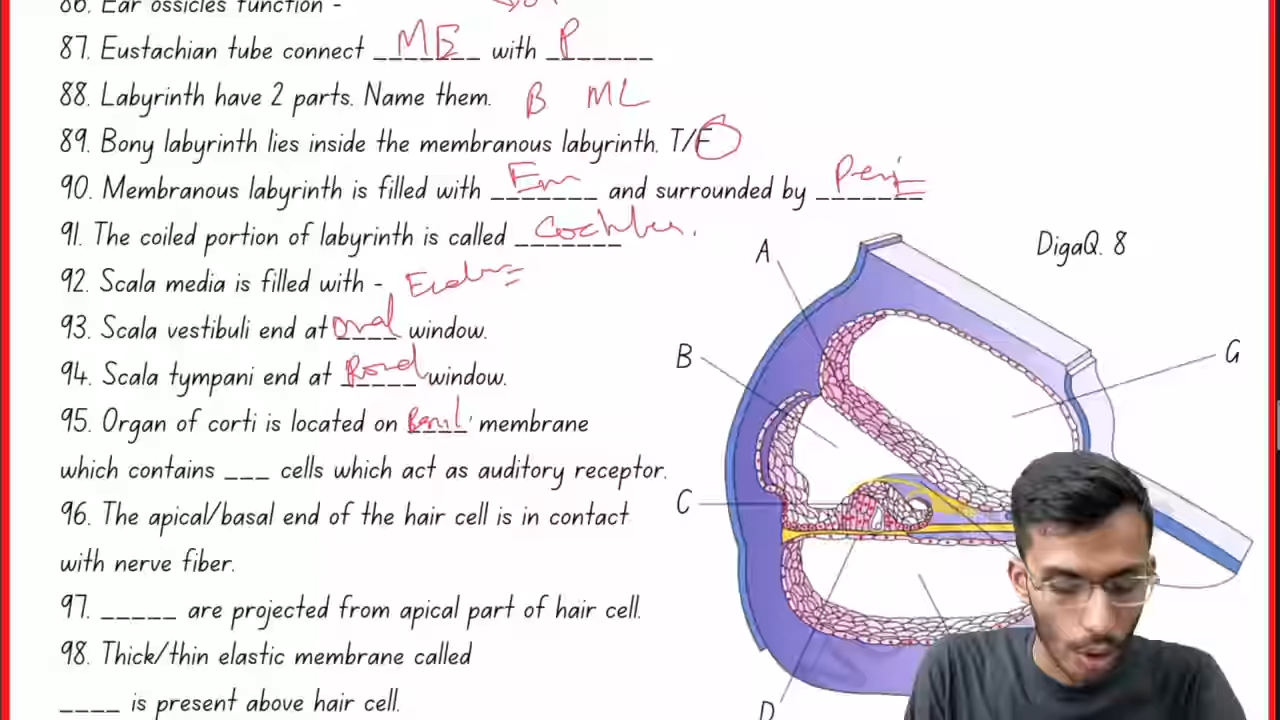 86. Ear ossicles function -
87. Eustachian tube connect ME with P
88. Labyrinth have 2 parts. Name them. B ML
89. Bony labyrinth lies inside the membranous labyrinth. T/F
90. Membranous labyrinth is filled with _______ and surrounded by Peri
91. The coiled portion of labyrinth is called Cochlea.
92. Scala media is filled with -
93. Scala vestibuli end at Oval window.
94. Scala tympani end at Round window.
95. Organ of corti is located on ____ membrane
which contains ___ cells which act as auditory receptor.
96. The apical/basal end of the hair cell is in contact
with nerve fiber.
97. _____ are projected from apical part of hair cell.
98. Thick/thin elastic membrane called
____ is present above hair cell.
DigaQ. 8
A
B
G
C
D